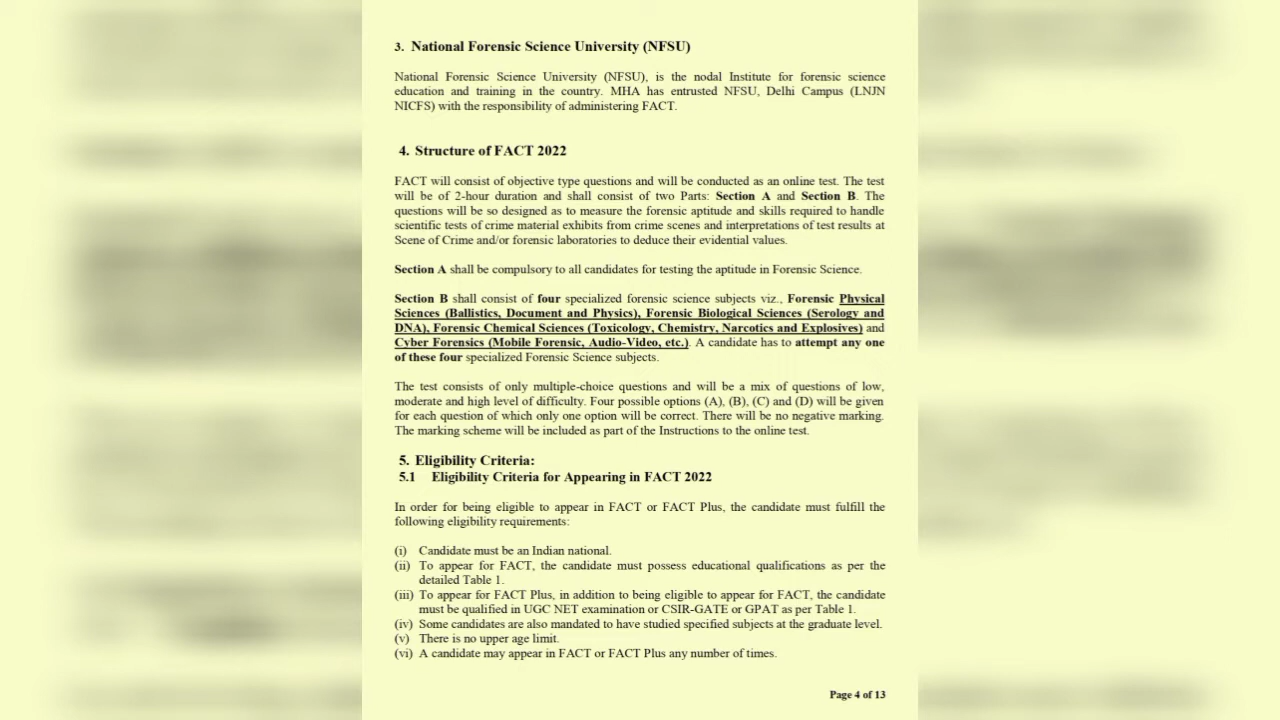 3. National Forensic Science University (NFSU)
National Forensic Science University (NFSU), is the nodal Institute for forensic science
education and training in the country. MHA has entrusted NFSU, Delhi Campus (LNJN
NICFS) with the responsibility of administering FACT.
4. Structure of FACT 2022
FACT will consist of objective type questions and will be conducted as an online test. The test
will be of 2-hour duration and shall consist of two Parts: Section A and Section B. The
questions will be so designed as to measure the forensic aptitude and skills required to handle
scientific tests of crime material exhibits from crime scenes and interpretations of test results at
Scene of Crime and/or forensic laboratories to deduce their evidential values.
Section A shall be compulsory to all candidates for testing the aptitude in Forensic Science.
Section B shall consist of four specialized forensic science subjects viz., Forensic Physical
Sciences (Ballistics, Document and Physics), Forensic Biological Sciences (Serology and
DNA), Forensic Chemical Sciences (Toxicology, Chemistry, Narcotics and Explosives) and
Cyber Forensics (Mobile Forensic, Audio-Video, etc.). A candidate has to attempt any one
of these four specialized Forensic Science subjects.
The test consists of only multiple-choice questions and will be a mix of questions of low,
moderate and high level of difficulty. Four possible options (A), (B), (C) and (D) will be given
for each question of which only one option will be correct. There will be no negative marking.
The marking scheme will be included as part of the Instructions to the online test.
5. Eligibility Criteria:
5.1 Eligibility Criteria for Appearing in FACT 2022
In order for being eligible to appear in FACT or FACT Plus, the candidate must fulfill the
following eligibility requirements:
(i) Candidate must be an Indian national.
(ii) To appear for FACT, the candidate must possess educational qualifications as per the
detailed Table 1.
(iii) To appear for FACT Plus, in addition to being eligible to appear for FACT, the candidate
must be qualified in UGC NET examination or CSIR-GATE or GPAT as per Table 1.
(iv) Some candidates are also mandated to have studied specified subjects at the graduate level.
(v) There is no upper age limit.
(vi) A candidate may appear in FACT or FACT Plus any number of times.
Page 4 of 13